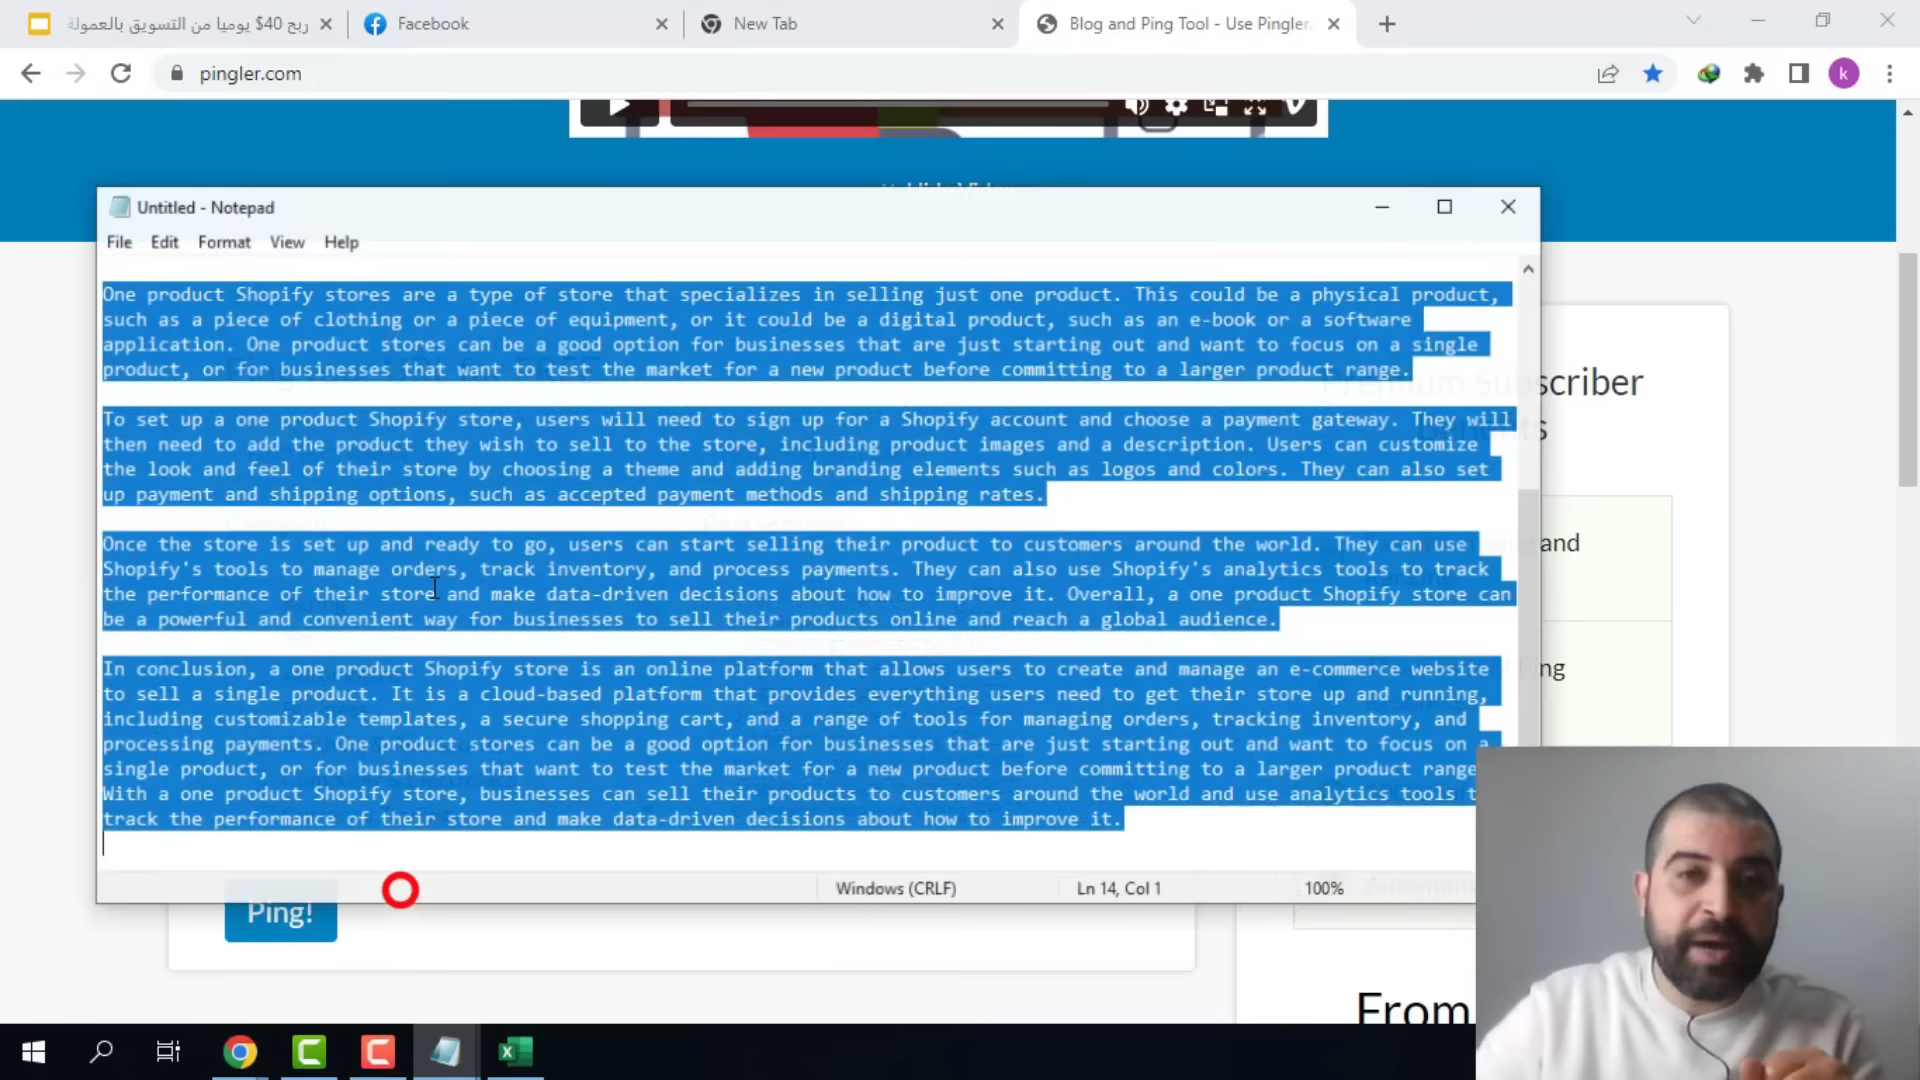 ربح 40$ يوميا من التسويق بالعمولة
Facebook
New Tab
Blog and Ping Tool - Use Pingler
pingler.com
k
Untitled - Notepad
File Edit Format View Help
One product Shopify stores are a type of store that specializes in selling just one product. This could be a physical product,
such as a piece of clothing or a piece of equipment, or it could be a digital product, such as an e-book or a software
application. One product stores can be a good option for businesses that are just starting out and want to focus on a single
product, or for businesses that want to test the market for a new product before committing to a larger product range.
To set up a one product Shopify store, users will need to sign up for a Shopify account and choose a payment gateway. They will
then need to add the product they wish to sell to the store, including product images and a description. Users can customize
the look and feel of their store by choosing a theme and adding branding elements such as logos and colors. They can also set
up payment and shipping options, such as accepted payment methods and shipping rates.
Once the store is set up and ready to go, users can start selling their product to customers around the world. They can use
Shopify's tools to manage orders, track inventory, and process payments. They can also use Shopify's analytics tools to track
the performance of their store and make data-driven decisions about how to improve it. Overall, a one product Shopify store can
be a powerful and convenient way for businesses to sell their products online and reach a global audience.
In conclusion, a one product Shopify store is an online platform that allows users to create and manage an e-commerce website
to sell a single product. It is a cloud-based platform that provides everything users need to get their store up and running,
including customizable templates, a secure shopping cart, and a range of tools for managing orders, tracking inventory, and
processing payments. One product stores can be a good option for businesses that are just starting out and want to focus on a
single product, or for businesses that want to test the market for a new product before committing to a larger product range
With a one product Shopify store, businesses can sell their products to customers around the world and use analytics tools t
track the performance of their store and make data-driven decisions about how to improve it.
Windows (CRLF) Ln 14, Col 1 100%
scriber
and
ng
Ping!
From